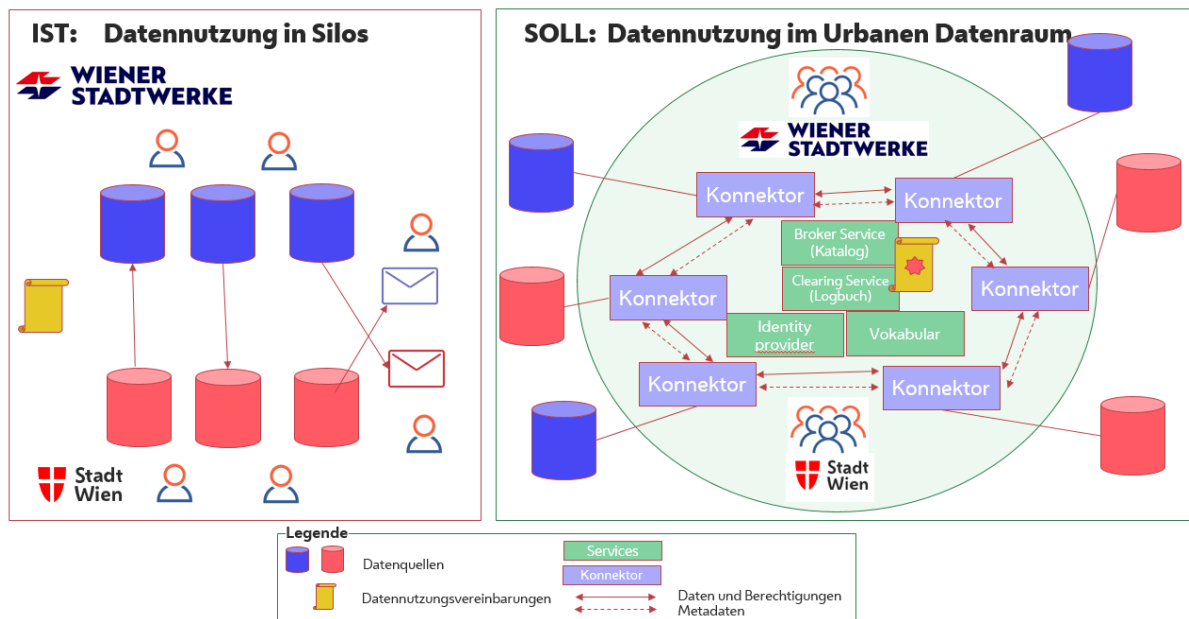 IST: Datennutzung in Silos
WIENER
STADTWERKE
Stadt
Wien
SOLL: Datennutzung im Urbanen Datenraum
WIENER
STADTWERKE
Konnektor
Konnektor
Broker Service
(Katalog)
Clearing Service
(Logbuch)
Konnektor
Konnektor
Identity
provider
Vokabular
Konnektor
Konnektor
Stadt
Wien
Legende
Datenquellen
Datennutzungsvereinbarungen
Services
Konnektor
Daten und Berechtigungen
Metadaten